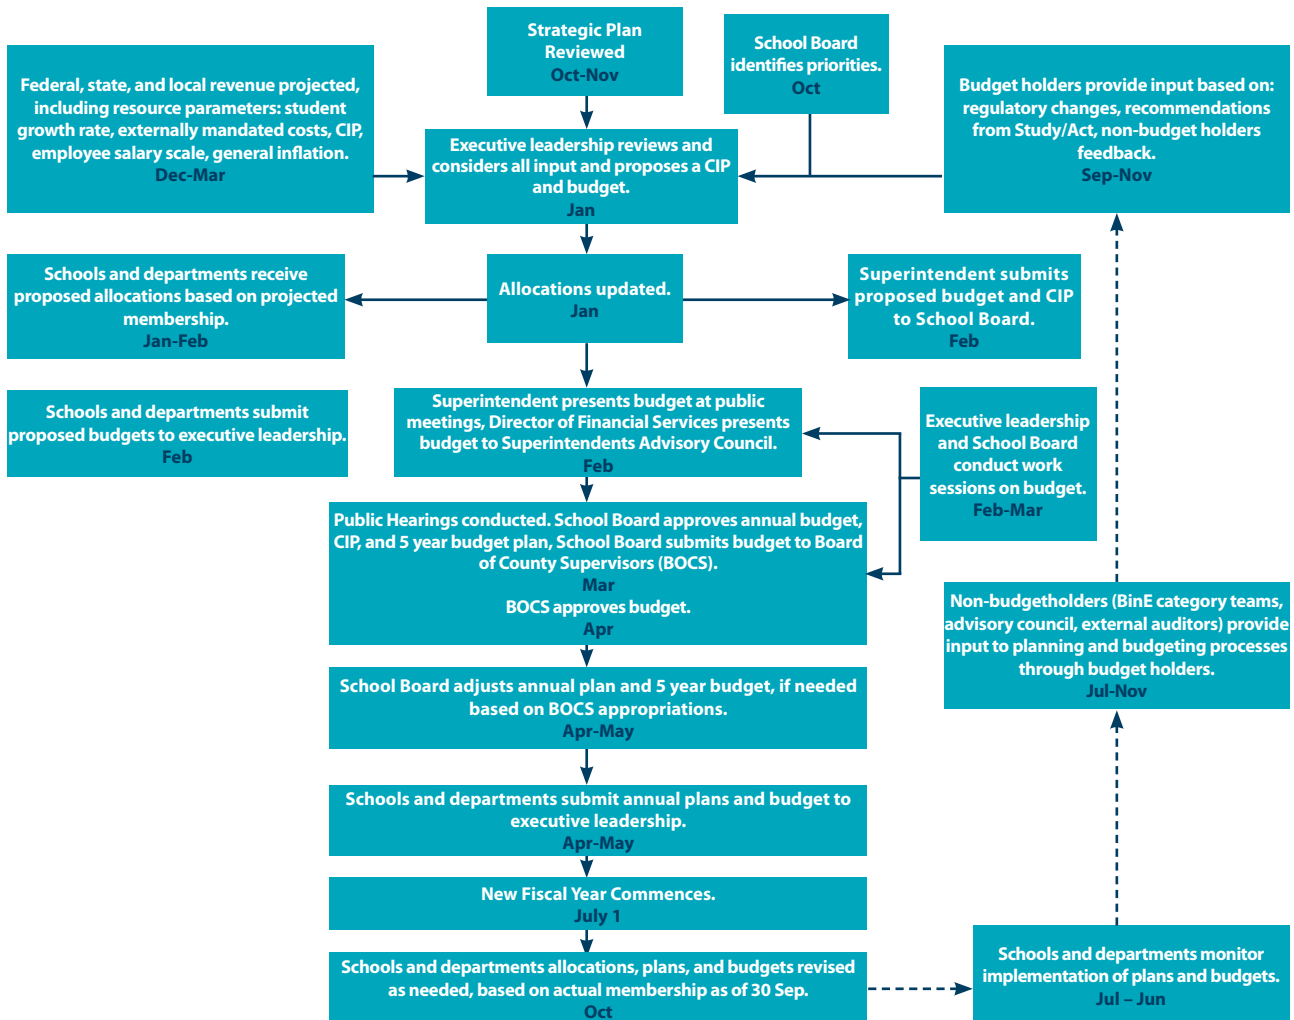 Strategic Plan
Reviewed
Oct-Nov
School Board
identifies priorities.
Oct
Federal, state, and local revenue projected,
including resource parameters: student
growth rate, externally mandated costs, CIP,
employee salary scale, general inflation.
Dec-Mar
Budget holders provide input based on:
regulatory changes, recommendations
from Study/Act, non-budget holders
feedback.
Sep-Nov
Executive leadership reviews and
considers all input and proposes a CIP
and budget.
Jan
Schools and departments receive
proposed allocations based on projected
membership.
Jan-Feb
Allocations updated.
Jan
Superintendent submits
proposed budget and CIP
to School Board.
Feb
Schools and departments submit
proposed budgets to executive leadership.
Feb
Superintendent presents budget at public
meetings, Director of Financial Services presents
budget to Superintendents Advisory Council.
Feb
Executive leadership
and School Board
conduct work
sessions on budget.
Feb-Mar
Public Hearings conducted. School Board approves annual budget,
CIP, and 5 year budget plan, School Board submits budget to Board
of County Supervisors (BOCS).
Mar
BOCS approves budget.
Apr
Non-budgetholders (BinE category teams,
advisory council, external auditors) provide
input to planning and budgeting processes
through budget holders.
Jul-Nov
School Board adjusts annual plan and 5 year budget, if needed
based on BOCS appropriations.
Apr-May
Schools and departments submit annual plans and budget to
executive leadership.
Apr-May
New Fiscal Year Commences.
July 1
Schools and departments allocations, plans, and budgets revised
as needed, based on actual membership as of 30 Sep.
Oct
Schools and departments monitor
implementation of plans and budgets.
Jul – Jun